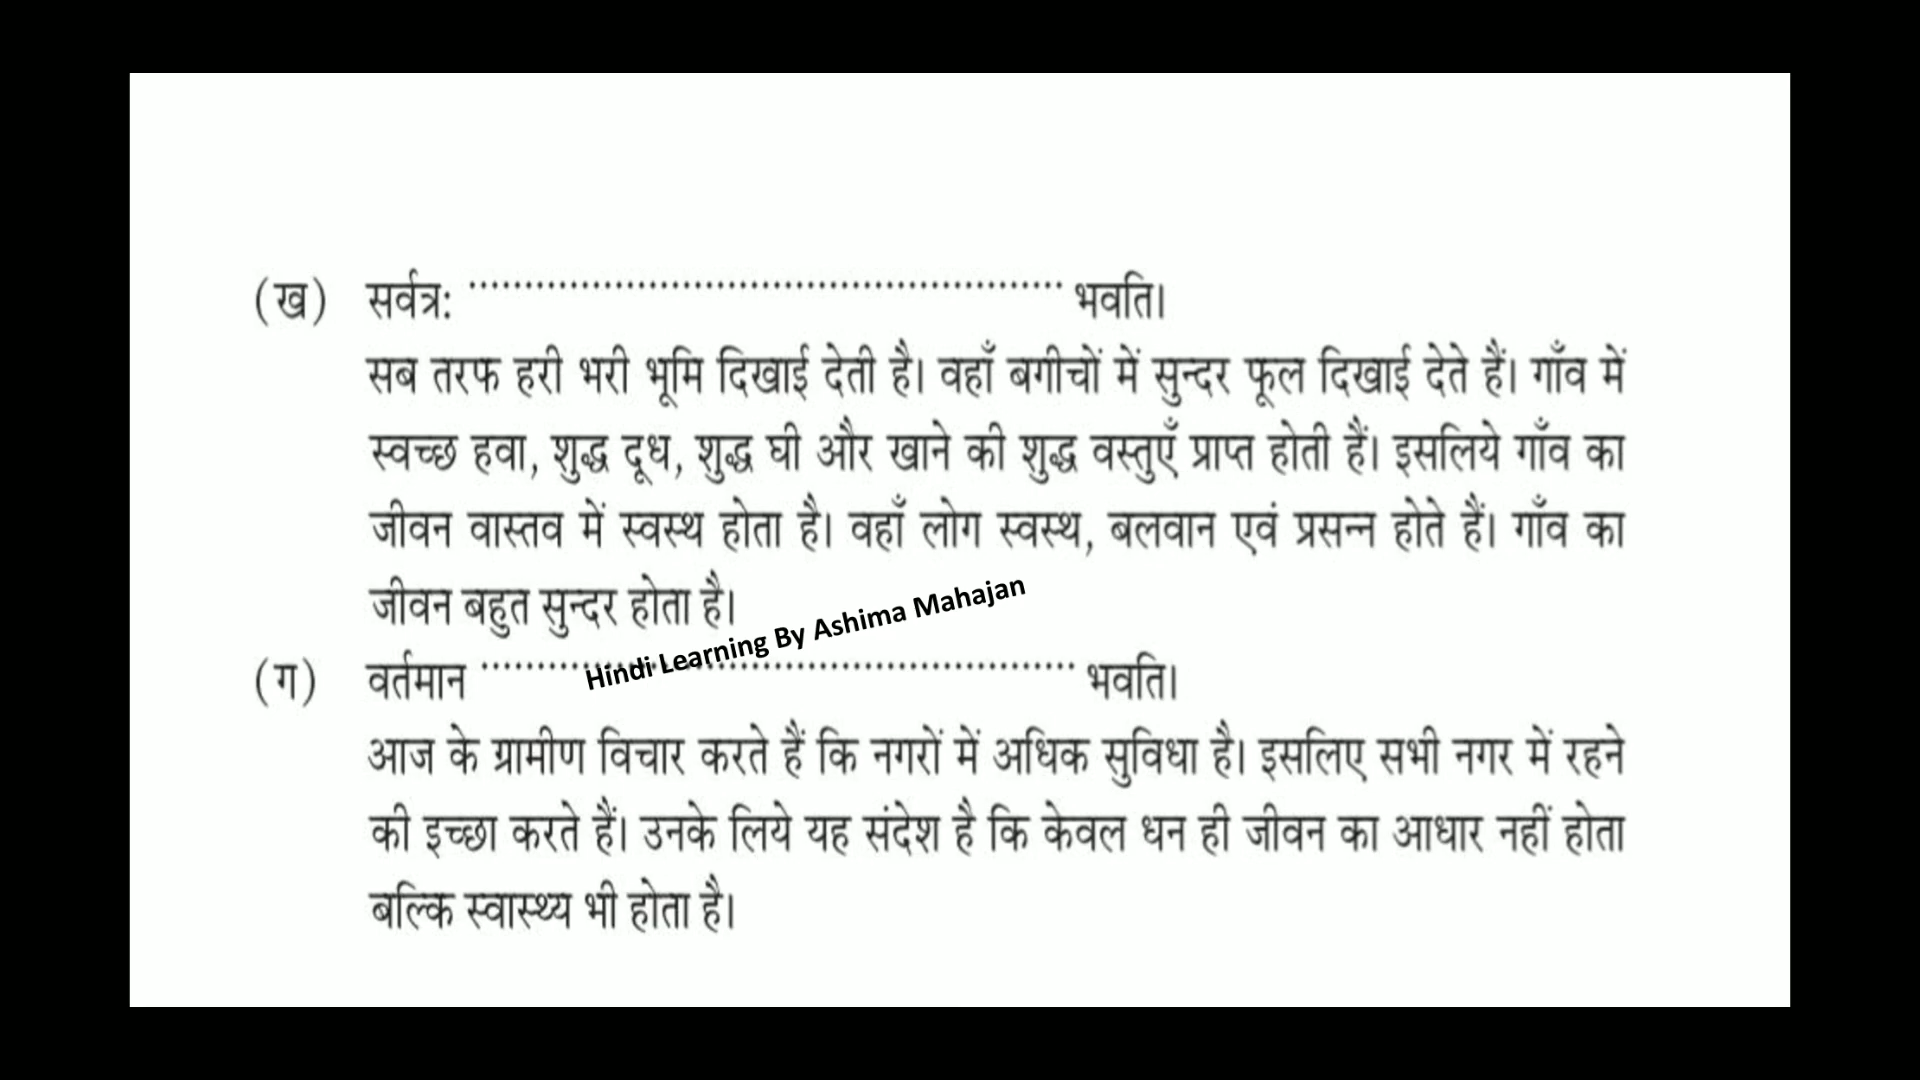 (ख) सर्वत्र: ........................................................ भवति।
सब तरफ हरी भरी भूमि दिखाई देती है। वहाँ बगीचों में सुन्दर फूल दिखाई देते हैं। गाँव में
स्वच्छ हवा, शुद्ध दूध, शुद्ध घी और खाने की शुद्ध वस्तुएँ प्राप्त होती हैं। इसलिये गाँव का
जीवन वास्तव में स्वस्थ होता है। वहाँ लोग स्वस्थ, बलवान एवं प्रसन्न होते हैं। गाँव का
जीवन बहुत सुन्दर होता है।
Hindi Learning By Ashima Mahajan
(ग) वर्तमान ........................................................ भवति।
आज के ग्रामीण विचार करते हैं कि नगरों में अधिक सुविधा है। इसलिए सभी नगर में रहने
की इच्छा करते हैं। उनके लिये यह संदेश है कि केवल धन ही जीवन का आधार नहीं होता
बल्कि स्वास्थ्य भी होता है।